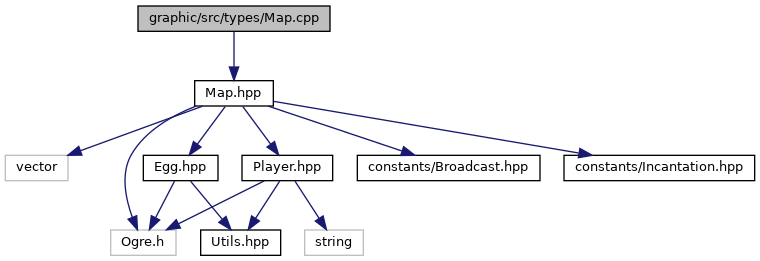 graphic/src/types/Map.cpp
Map.hpp
vector
Egg.hpp
Player.hpp
constants/Broadcast.hpp
constants/Incantation.hpp
Ogre.h
Utils.hpp
string